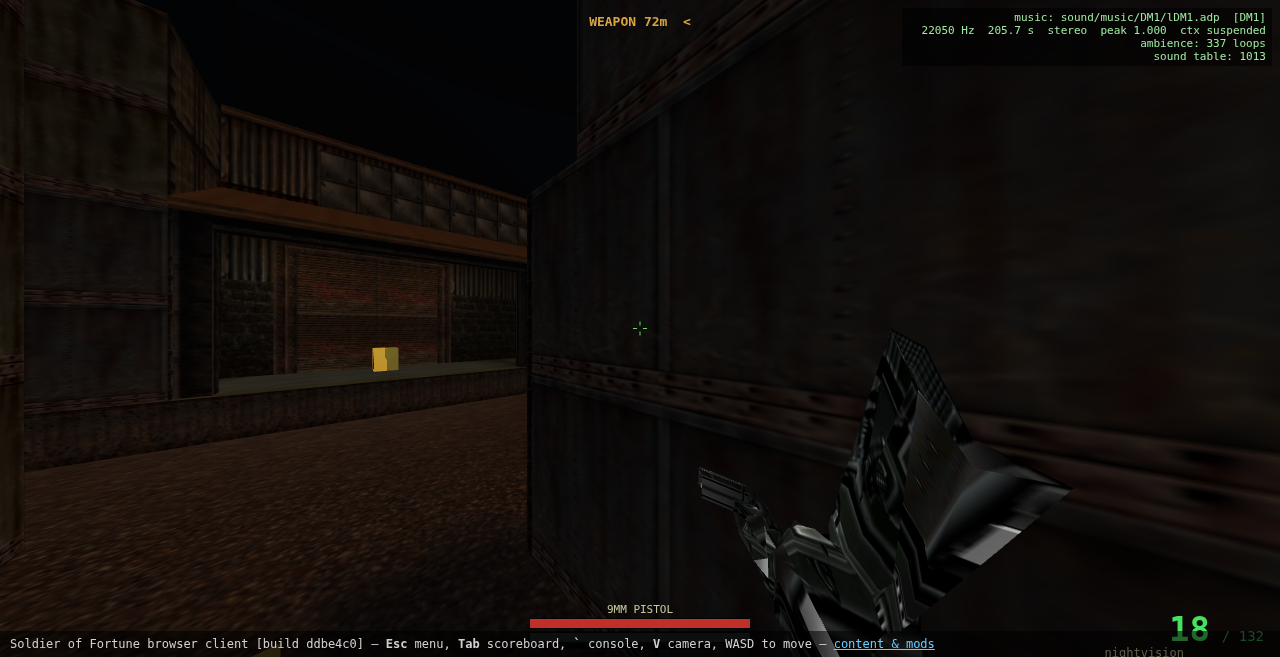 WEAPON 72m <
music: sound/music/DM1/lDM1.adp [DM1]
22050 Hz 205.7 s stereo peak 1.000 ctx suspended
ambience: 337 loops
sound table: 1013
9MM PISTOL
18 / 132
Soldier of Fortune browser client [build ddbe4c0] — Esc menu, Tab scoreboard, ` console, V camera, WASD to move — content & mods
nightvision